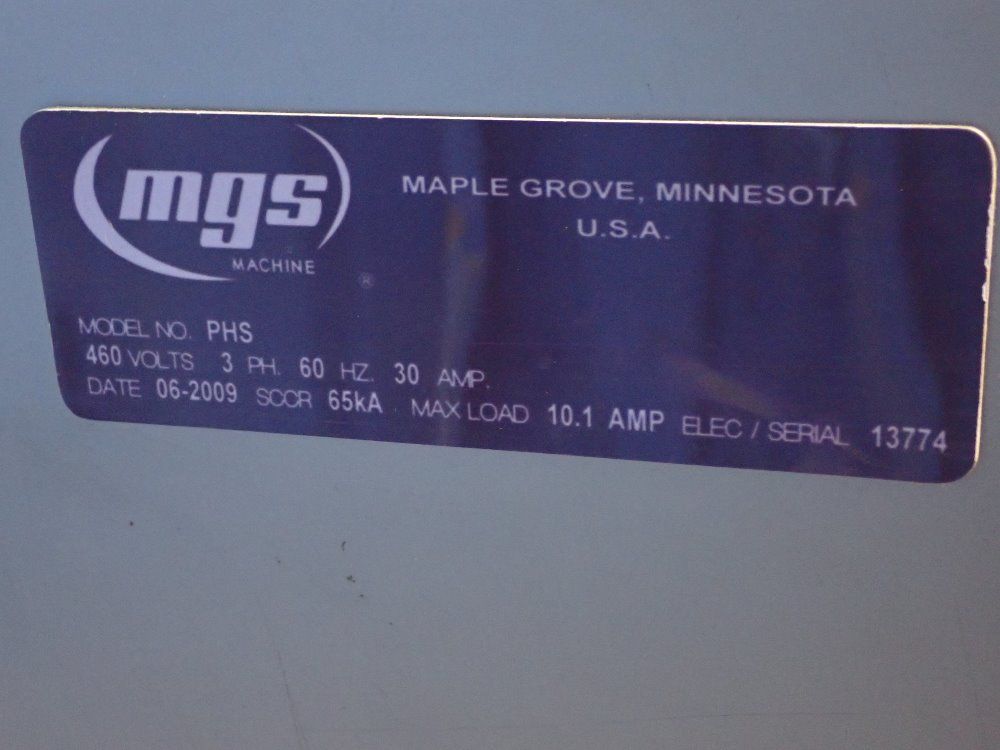 mgs
MACHINE
®
MAPLE GROVE, MINNESOTA
U.S.A.
MODEL NO. PHS
460 VOLTS 3 PH. 60 HZ. 30 AMP.
DATE 06-2009 SCCR 65kA MAX LOAD 10.1 AMP ELEC / SERIAL 13774